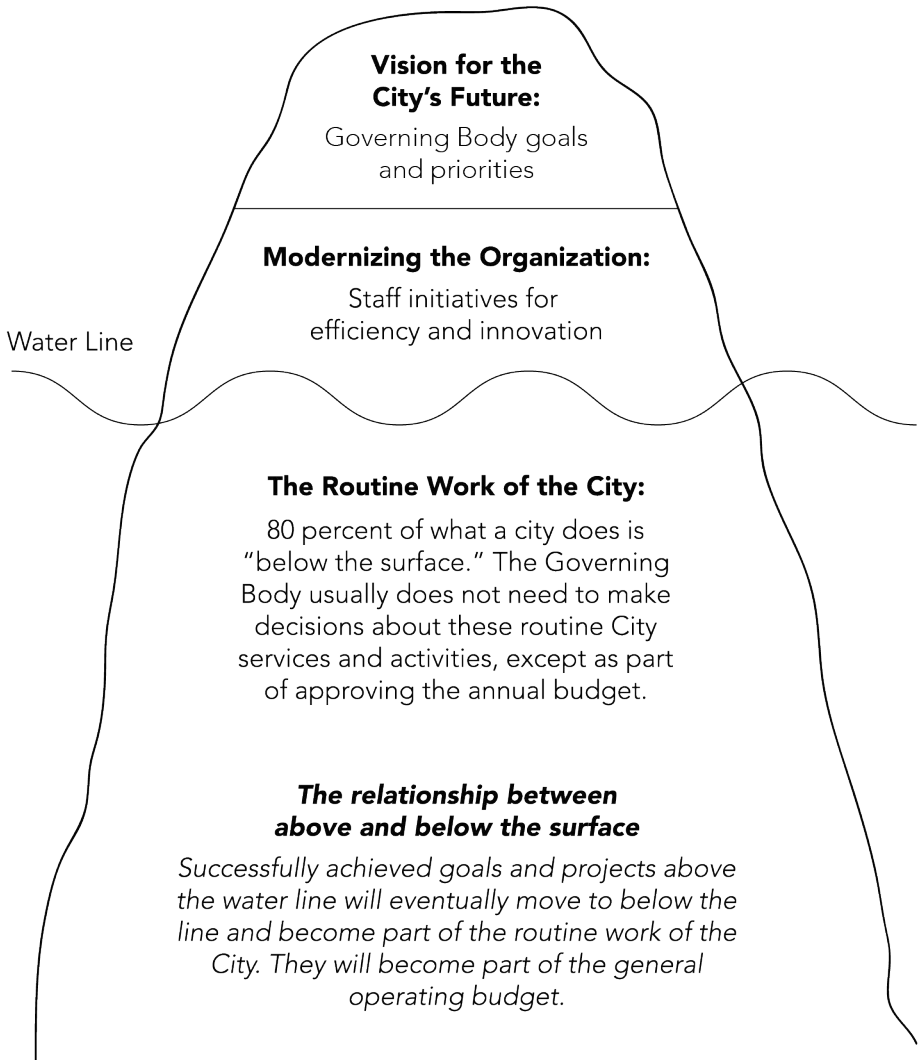 Vision for the
City’s Future:
Governing Body goals
and priorities
Modernizing the Organization:
Staff initiatives for
efficiency and innovation
Water Line
The Routine Work of the City:
80 percent of what a city does is
“below the surface.” The Governing
Body usually does not need to make
decisions about these routine City
services and activities, except as part
of approving the annual budget.
The relationship between
above and below the surface
Successfully achieved goals and projects above
the water line will eventually move to below the
line and become part of the routine work of the
City. They will become part of the general
operating budget.